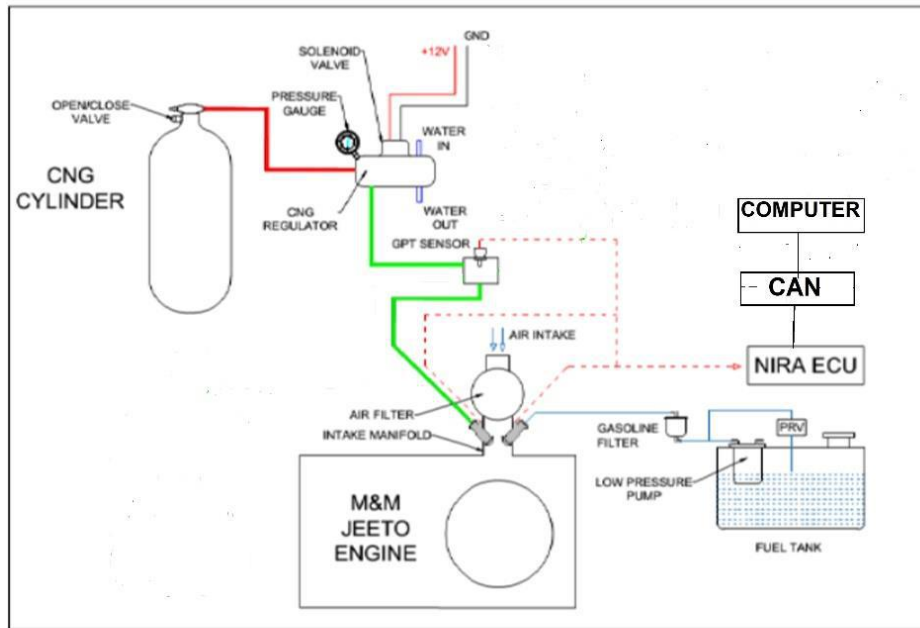 GND
+12V
SOLENOID
VALVE
PRESSURE
GAUGE
OPEN/CLOSE
VALVE
WATER
IN
CNG
CYLINDER
CNG
REGULATOR
WATER
OUT
GPT SENSOR
COMPUTER
CAN
NIRA ECU
AIR INTAKE
AIR FILTER
INTAKE MANIFOLD
GASOLINE
FILTER
PRV
LOW PRESSURE
PUMP
M&M
JEETO
ENGINE
FUEL TANK